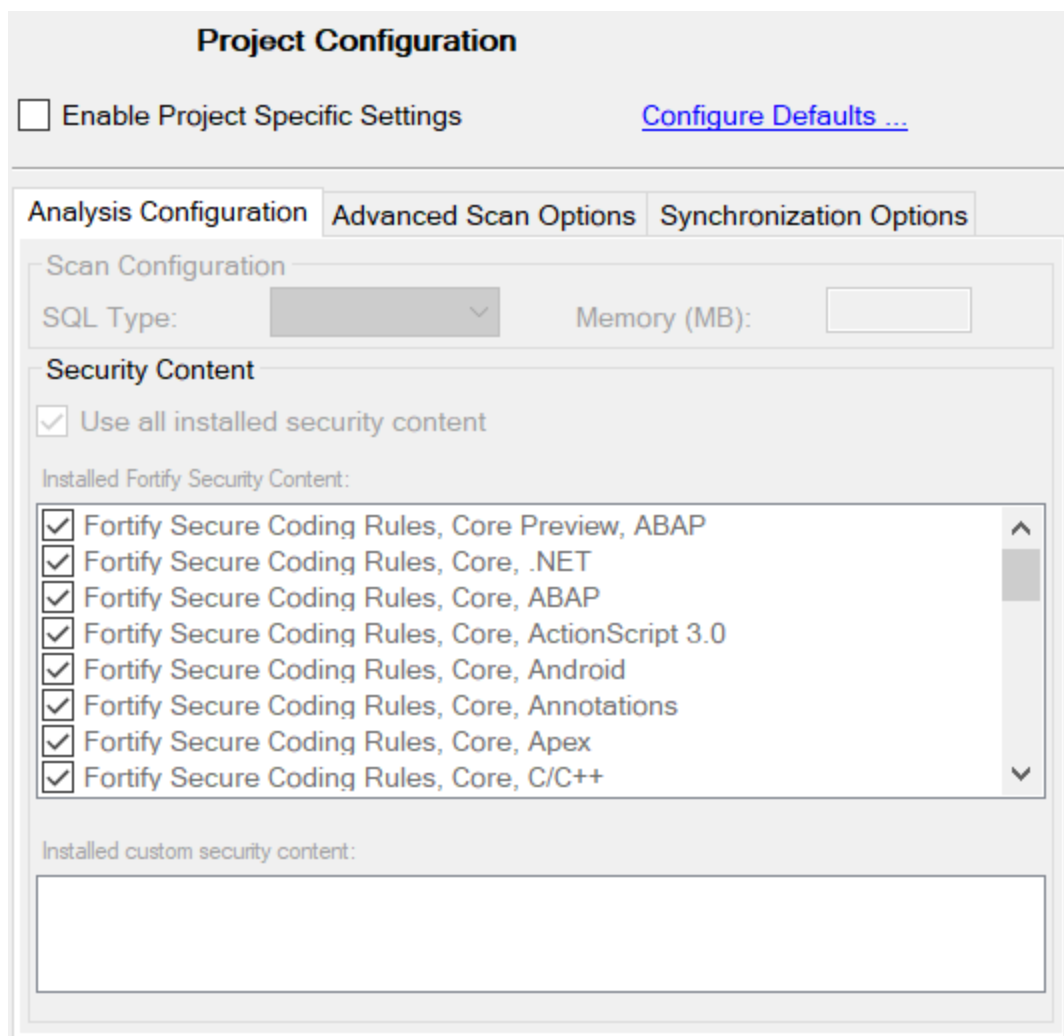 Project Configuration
Enable Project Specific Settings Configure Defaults ...
Analysis Configuration Advanced Scan Options Synchronization Options
Scan Configuration
SQL Type: Memory (MB):
Security Content
Use all installed security content
Installed Fortify Security Content:
Fortify Secure Coding Rules, Core Preview, ABAP
Fortify Secure Coding Rules, Core, .NET
Fortify Secure Coding Rules, Core, ABAP
Fortify Secure Coding Rules, Core, ActionScript 3.0
Fortify Secure Coding Rules, Core, Android
Fortify Secure Coding Rules, Core, Annotations
Fortify Secure Coding Rules, Core, Apex
Fortify Secure Coding Rules, Core, C/C++
Installed custom security content: